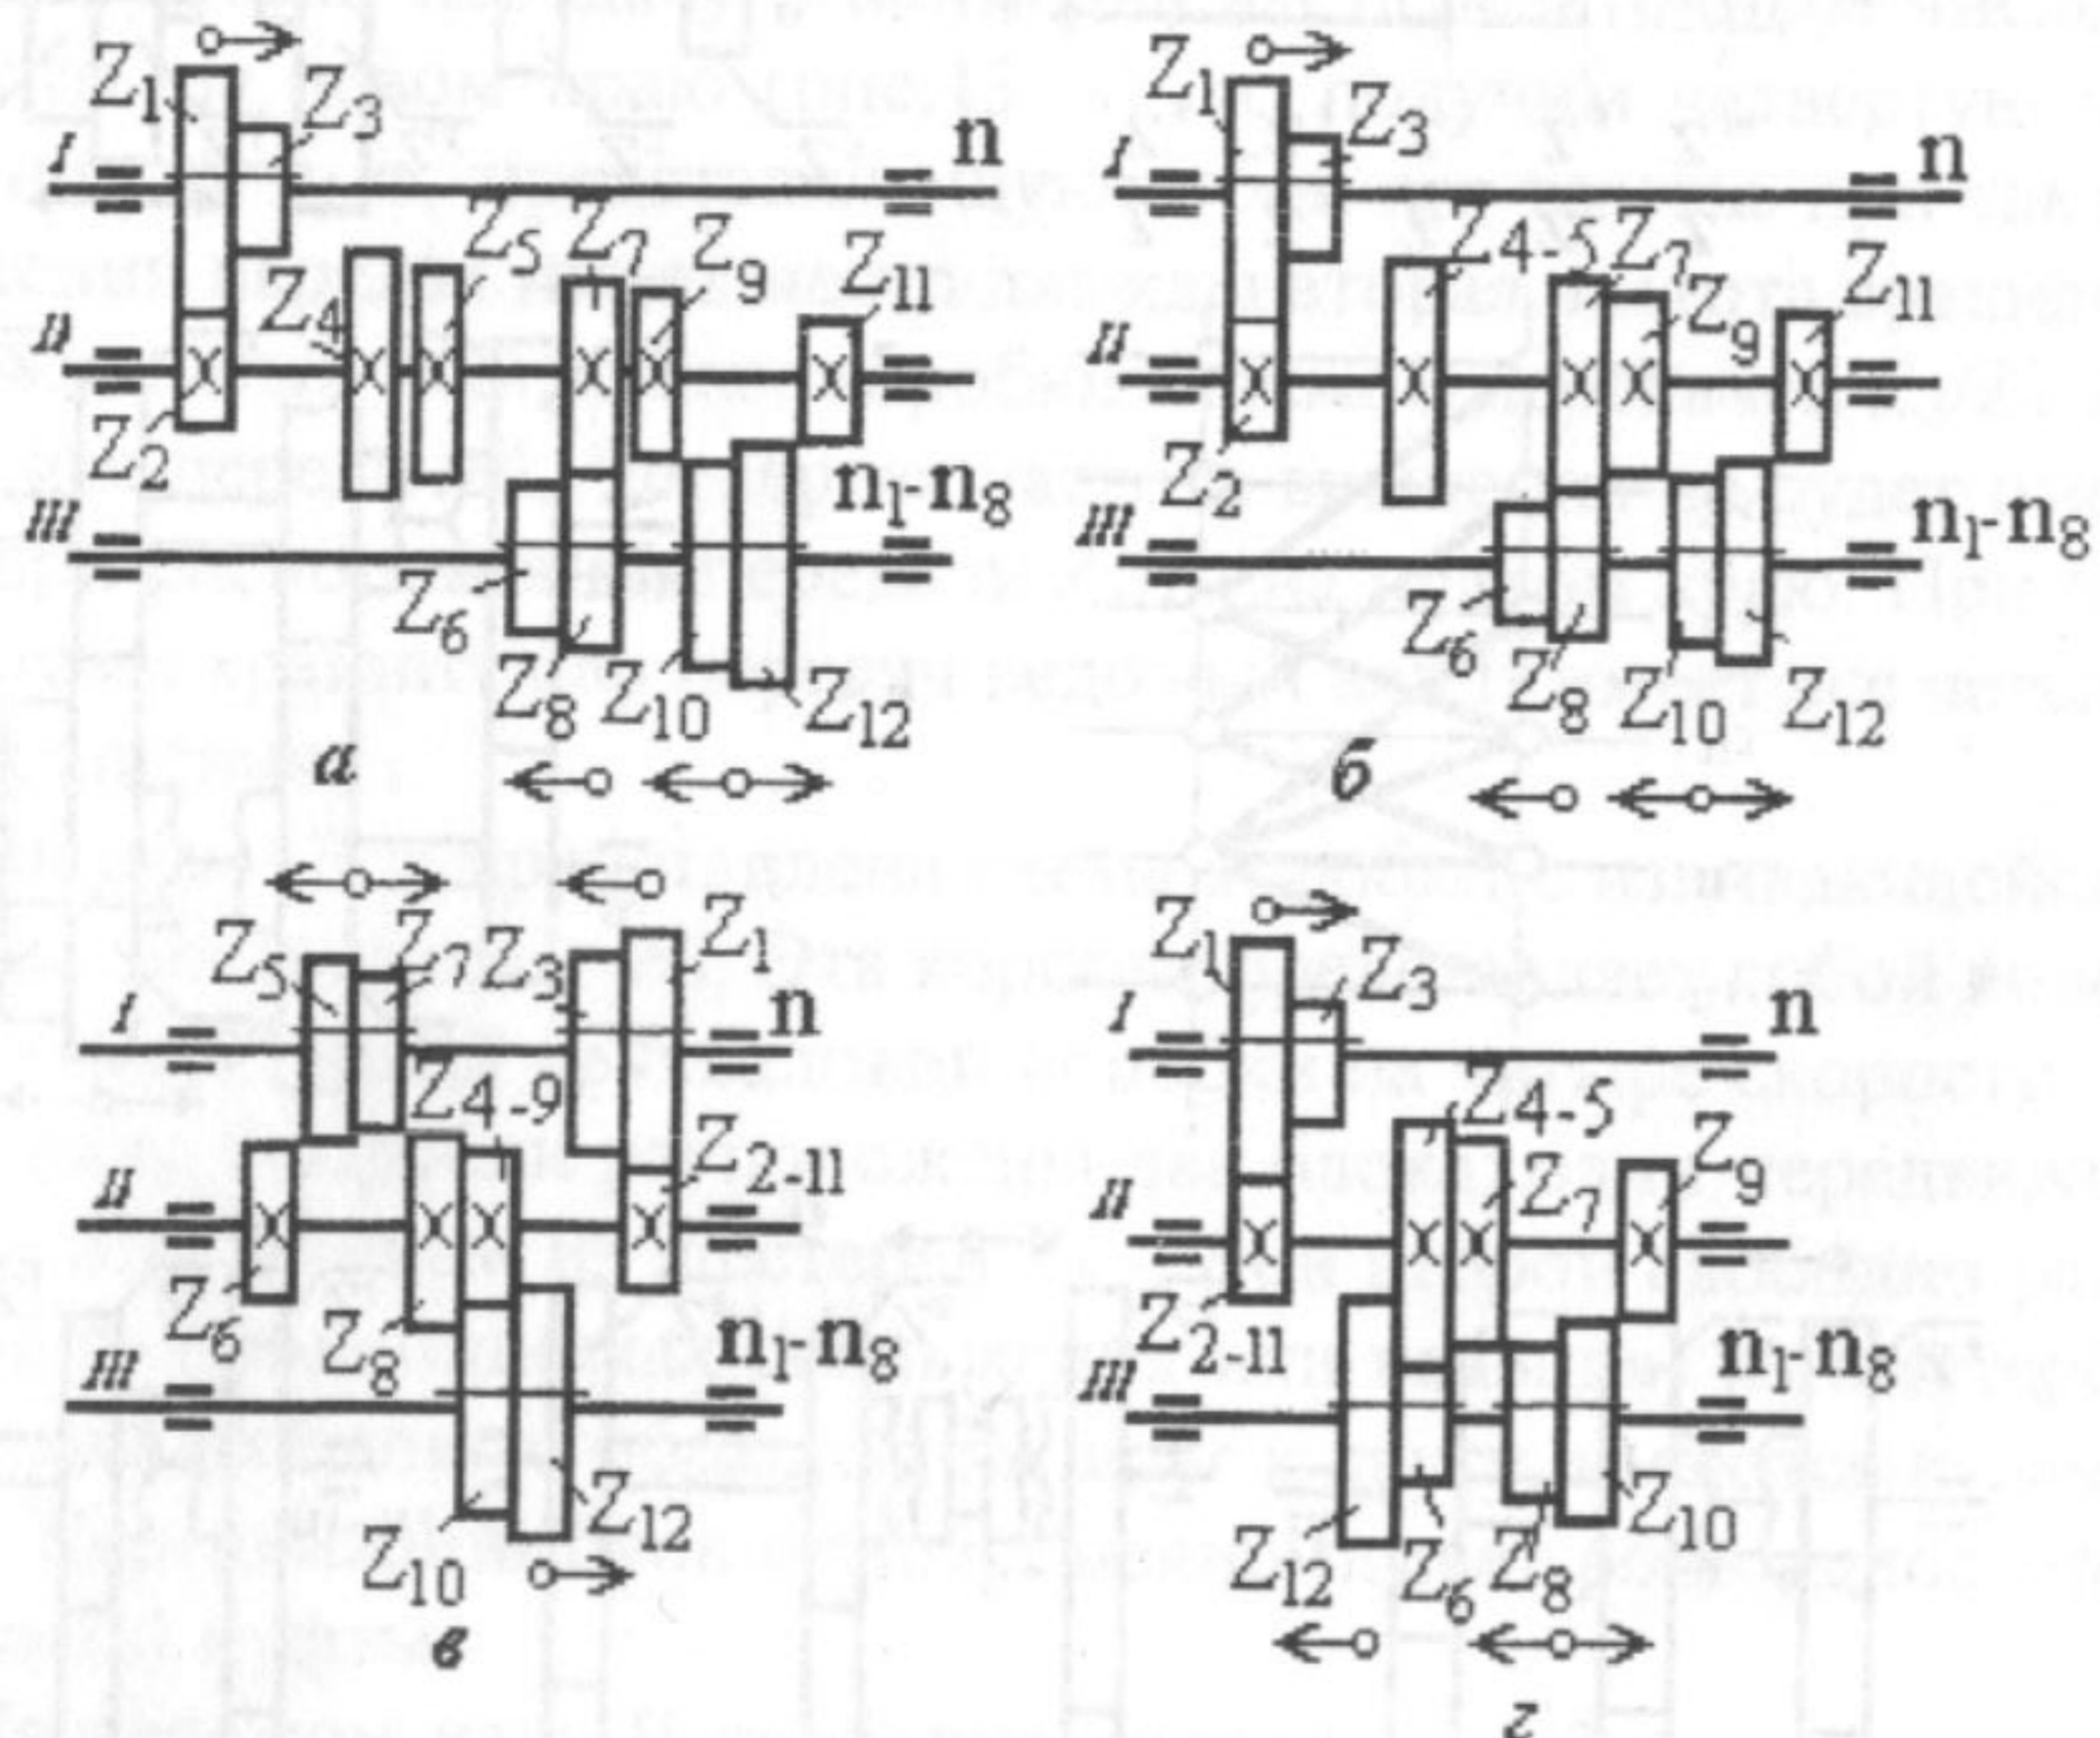 Z1 Z3
I n
Z5 Z7 Z9 Z11
Z4
II
Z2
III n1-n8
Z6
Z8 Z10 Z12
а
Z1 Z3
I n
Z4-5 Z7 Z11
Z9
II
Z2
III n1-n8
Z6
Z8 Z10 Z12
б
Z5 Z7 Z3 Z1
I n
Z4-9
Z2-11
II
Z6
Z8
III n1-n8
Z10 Z12
в
Z1 Z3
I n
Z4-5
Z7 Z9
II
Z2-11
III n1-n8
Z12 Z6 Z8 Z10
г